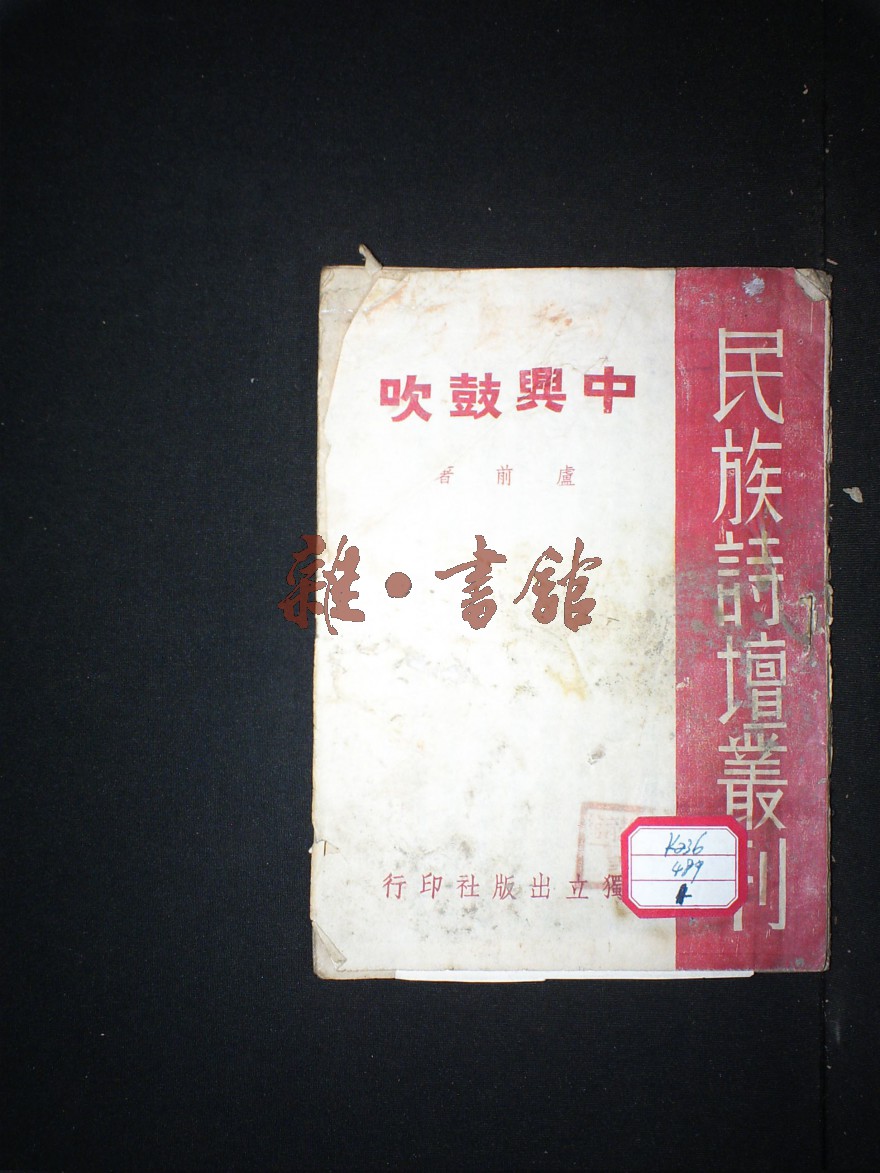 民族詩壇叢刊
中興鼓吹
盧前著
雜·書館
獨立出版社印行
K236
489